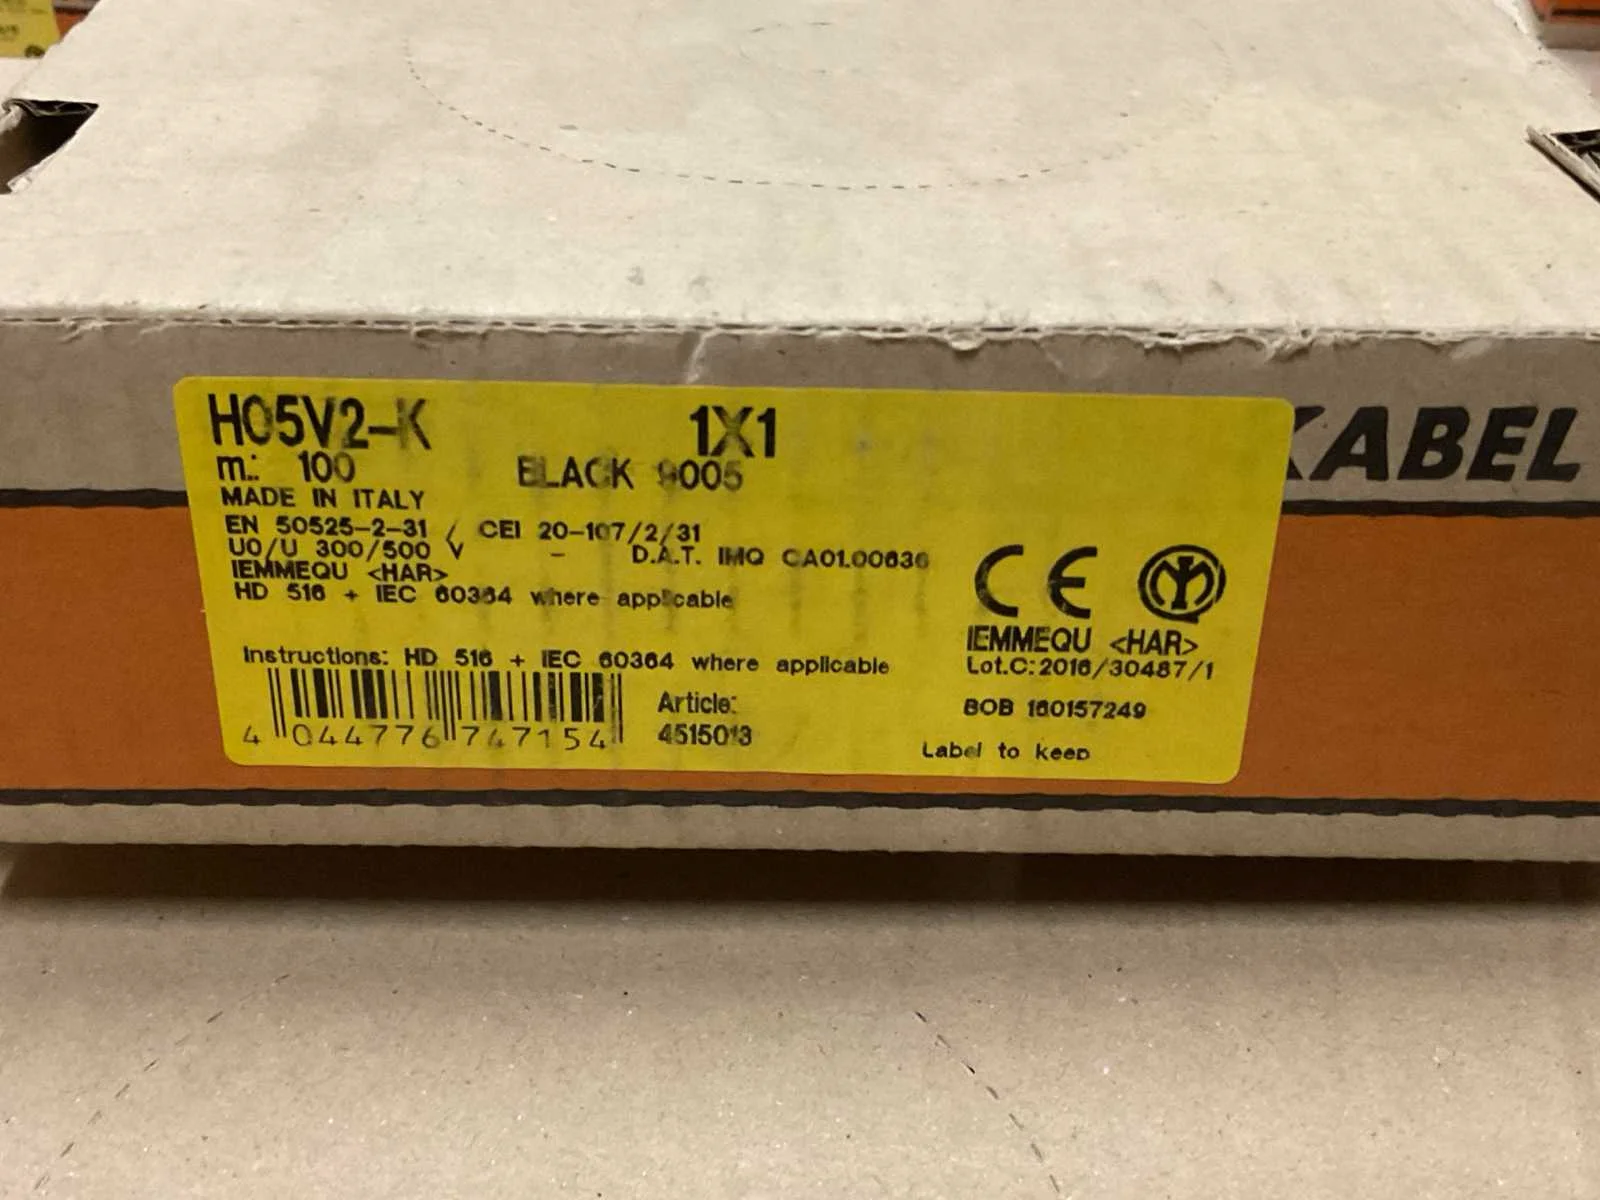 H05V2-K 1X1
m.: 100 BLACK 9005
MADE IN ITALY
EN 50525-2-31 / CEI 20-107/2/31
U0/U 300/500 V - D.A.T. IMQ CA01.00636
IEMMEQU <HAR>
HD 516 + IEC 60364 where applicable
CE
IEMMEQU <HAR>
Instructions: HD 516 + IEC 60364 where applicable
Lot.C:2016/30487/1
Article:
BOB 160157249
4 044776 747154
4515013
Label to keep
KABEL